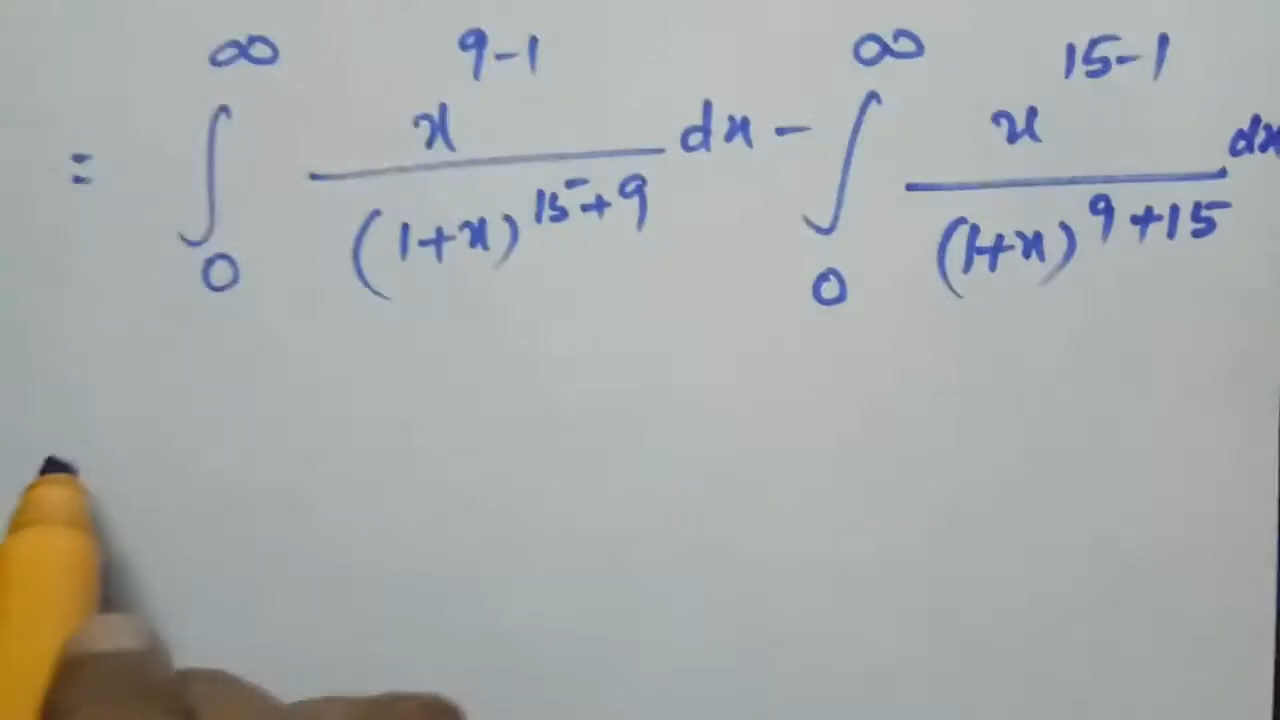 = ∫₀^∞ x^(9-1) / (1+x)^(15+9) dx - ∫₀^∞ x^(15-1) / (1+x)^(9+15) dx